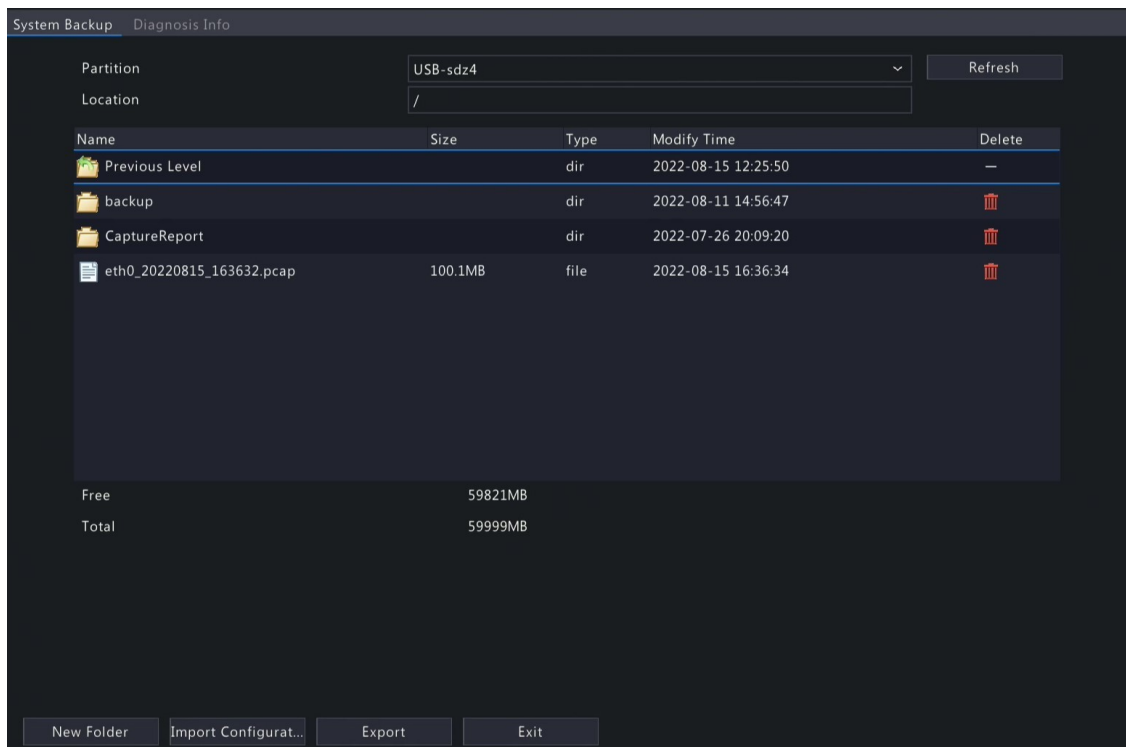 System Backup Diagnosis Info
Partition USB-sdz4 Refresh
Location /
Name Size Type Modify Time Delete
Previous Level dir 2022-08-15 12:25:50 —
backup dir 2022-08-11 14:56:47
CaptureReport dir 2022-07-26 20:09:20
eth0_20220815_163632.pcap 100.1MB file 2022-08-15 16:36:34
Free 59821MB
Total 59999MB
New Folder Import Configurat... Export Exit